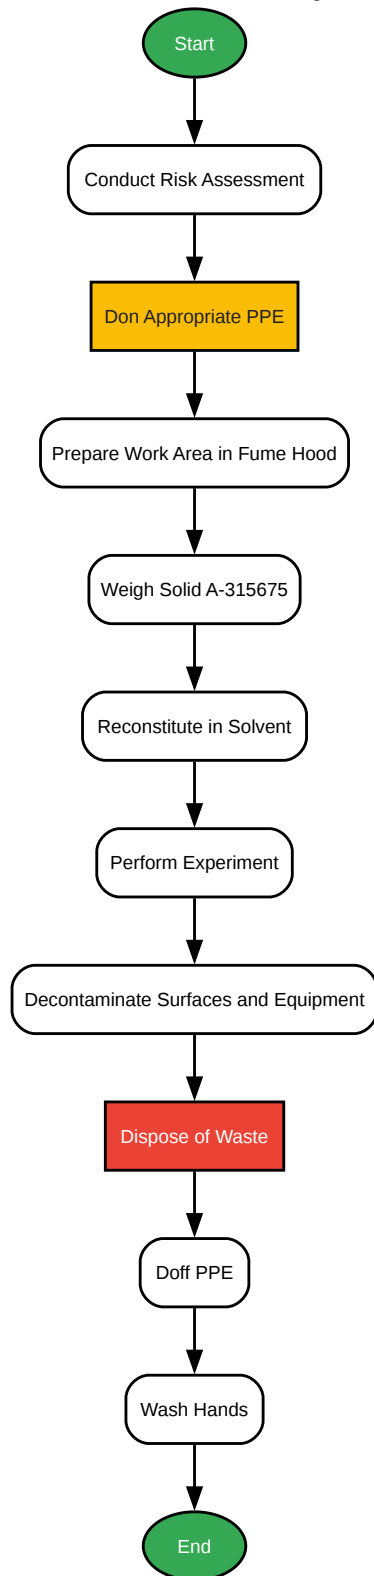 Start
Conduct Risk Assessment
Don Appropriate PPE
Prepare Work Area in Fume Hood
Weigh Solid A-315675
Reconstitute in Solvent
Perform Experiment
Decontaminate Surfaces and Equipment
Dispose of Waste
Doff PPE
Wash Hands
End